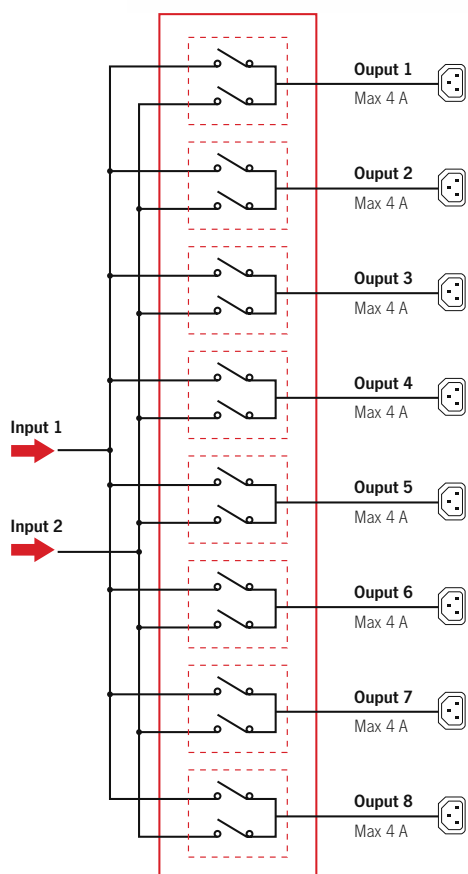 Ouput 1
Max 4 A
Ouput 2
Max 4 A
Ouput 3
Max 4 A
Ouput 4
Max 4 A
Input 1
Ouput 5
Max 4 A
Input 2
Ouput 6
Max 4 A
Ouput 7
Max 4 A
Ouput 8
Max 4 A